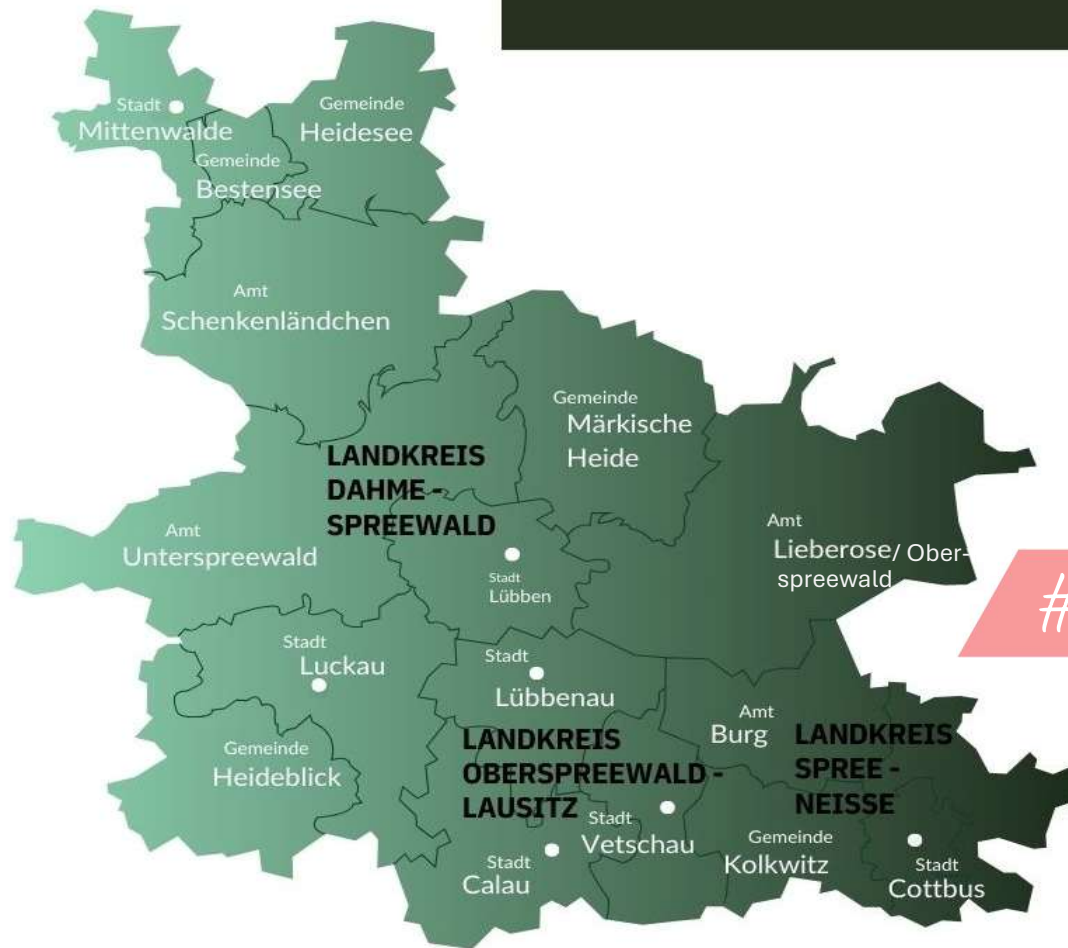 Stadt
Mittenwalde
Gemeinde
Heidesee
Gemeinde
Bestensee
Amt
Schenkenländchen
Gemeinde
Märkische
Heide
LANDKREIS
DAHME -
SPREEWALD
Amt
Unterspreewald
Stadt
Lübben
Amt
Lieberose/ Ober-
spreewald
#
Stadt
Luckau
Stadt
Lübbenau
Amt
Burg
Gemeinde
Heideblick
LANDKREIS
OBERSPREEWALD -
LAUSITZ
LANDKREIS
SPREE -
NEISSE
Stadt
Vetschau
Gemeinde
Kolkwitz
Stadt
Calau
Stadt
Cottbus